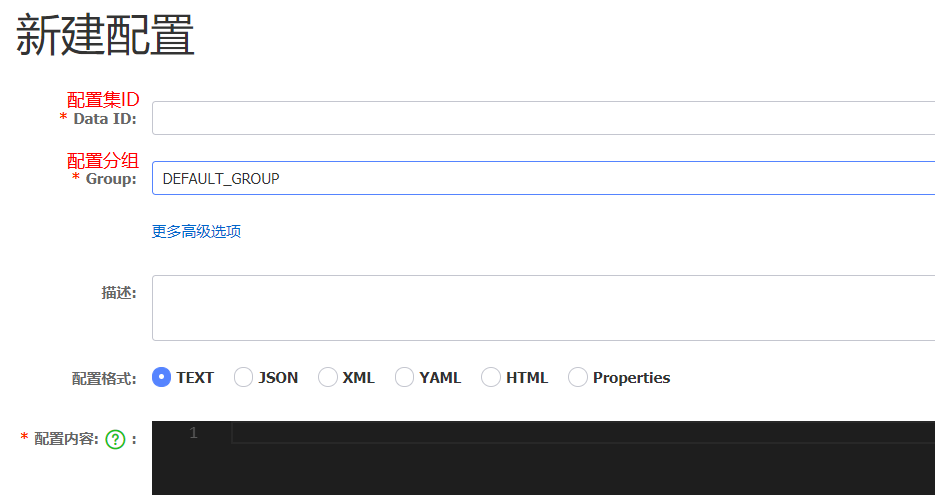 新建配置
配置集ID
* Data ID:
配置分组
* Group:
DEFAULT_GROUP
更多高级选项
描述:
配置格式: TEXT JSON XML YAML HTML Properties
* 配置内容: ? :
1